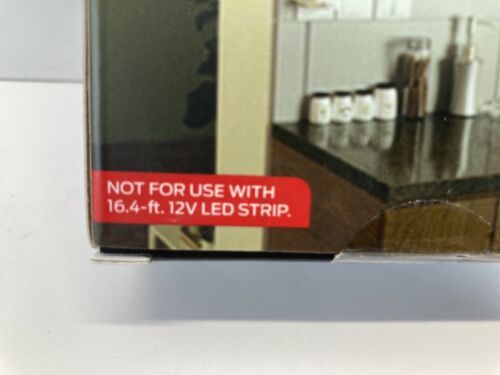 NOT FOR USE WITH
16.4-ft. 12V LED STRIP.